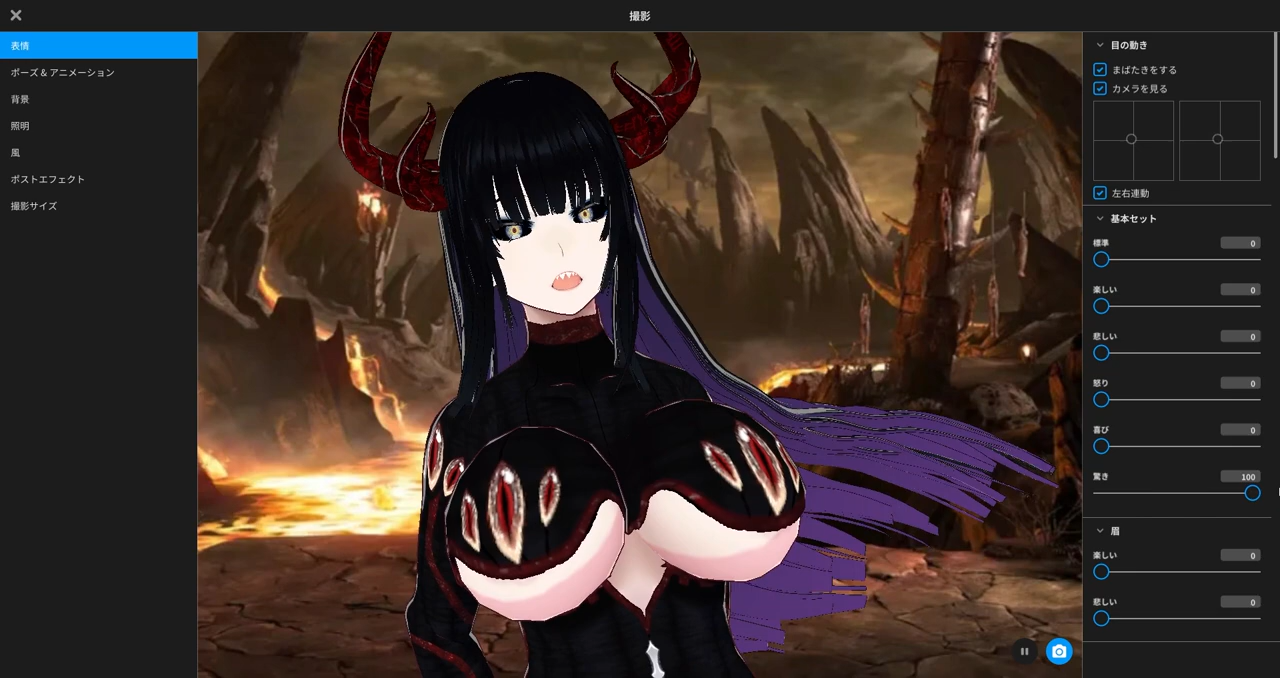 撮影
表情
ポーズ & アニメーション
背景
照明
風
ポストエフェクト
撮影サイズ
目の動き
まばたきをする
カメラを見る
左右連動
基本セット
標準 0
楽しい 0
悲しい 0
怒り 0
喜び 0
驚き 100
眉
楽しい 0
悲しい 0